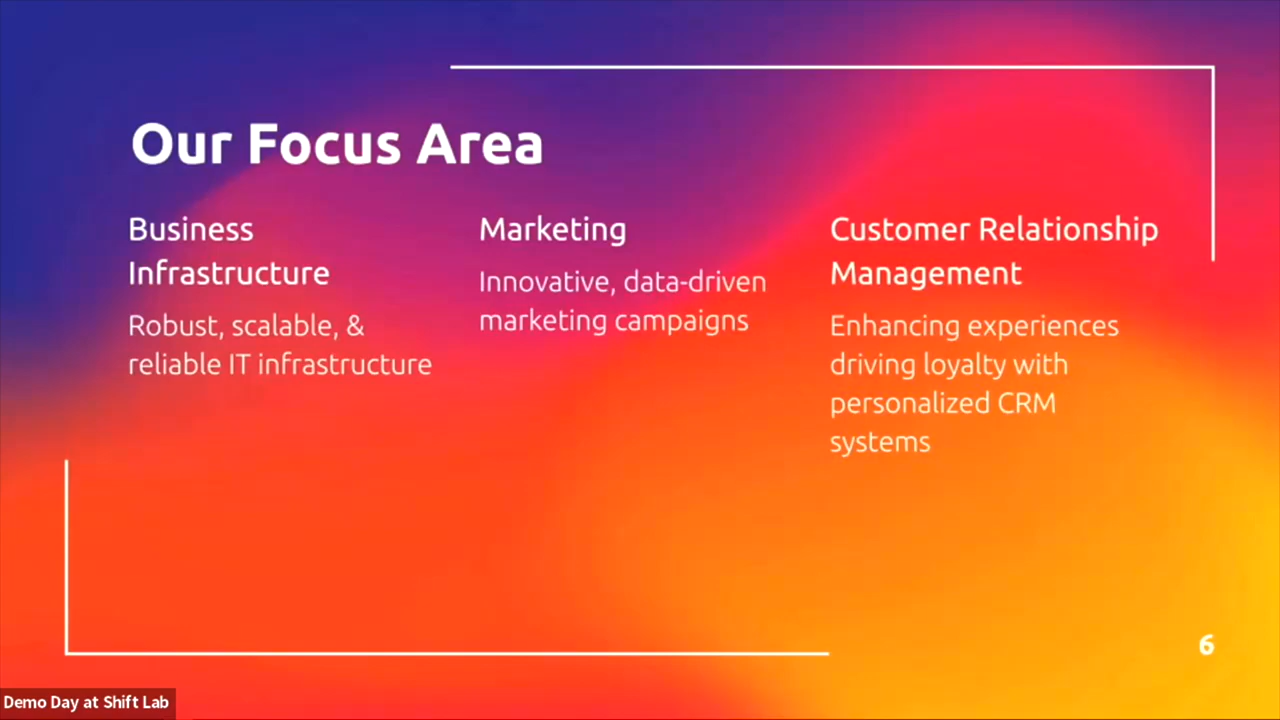 Our Focus Area
Business
Infrastructure
Robust, scalable, &
reliable IT infrastructure
Marketing
Innovative, data-driven
marketing campaigns
Customer Relationship
Management
Enhancing experiences
driving loyalty with
personalized CRM
systems
6
Demo Day at Shift Lab